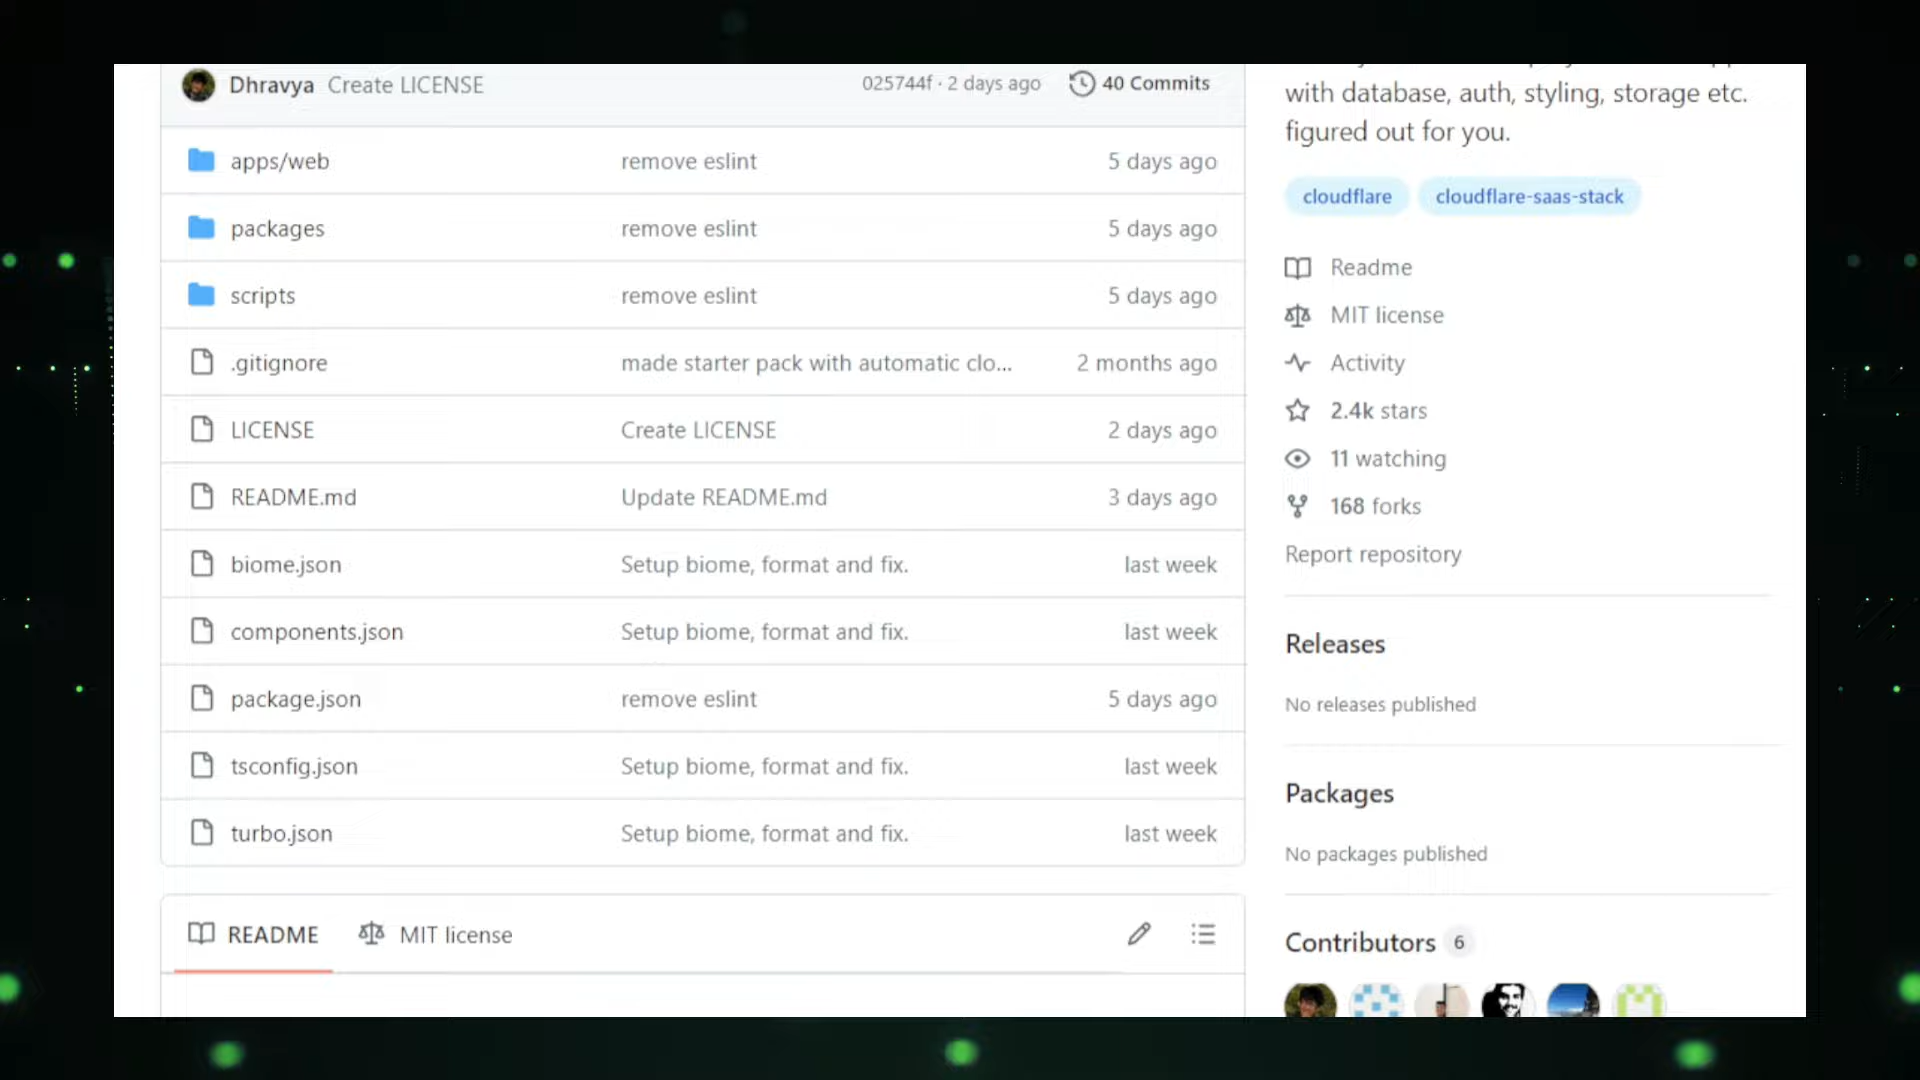 Dhravya Create LICENSE 025744f · 2 days ago 40 Commits
apps/web remove eslint 5 days ago
packages remove eslint 5 days ago
scripts remove eslint 5 days ago
.gitignore made starter pack with automatic clo... 2 months ago
LICENSE Create LICENSE 2 days ago
README.md Update README.md 3 days ago
biome.json Setup biome, format and fix. last week
components.json Setup biome, format and fix. last week
package.json remove eslint 5 days ago
tsconfig.json Setup biome, format and fix. last week
turbo.json Setup biome, format and fix. last week
README MIT license
with database, auth, styling, storage etc.
figured out for you.
cloudflare cloudflare-saas-stack
Readme
MIT license
Activity
2.4k stars
11 watching
168 forks
Report repository
Releases
No releases published
Packages
No packages published
Contributors 6